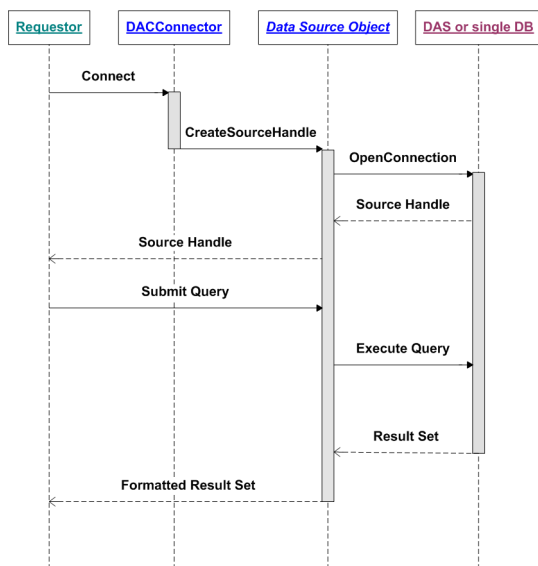 Requestor
DACConnector
Data Source Object
DAS or single DB
Connect
CreateSourceHandle
OpenConnection
Source Handle
Source Handle
Submit Query
Execute Query
Result Set
Formatted Result Set